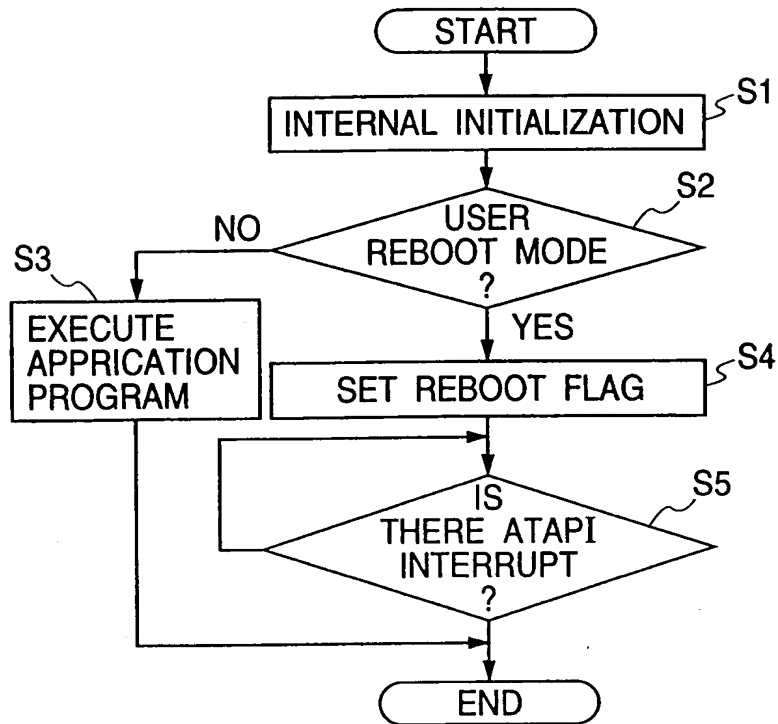 START
S1
INTERNAL INITIALIZATION
S2
USER
REBOOT MODE
?
NO
YES
S3
EXECUTE
APPRICATION
PROGRAM
S4
SET REBOOT FLAG
S5
IS
THERE ATAPI
INTERRUPT
?
END